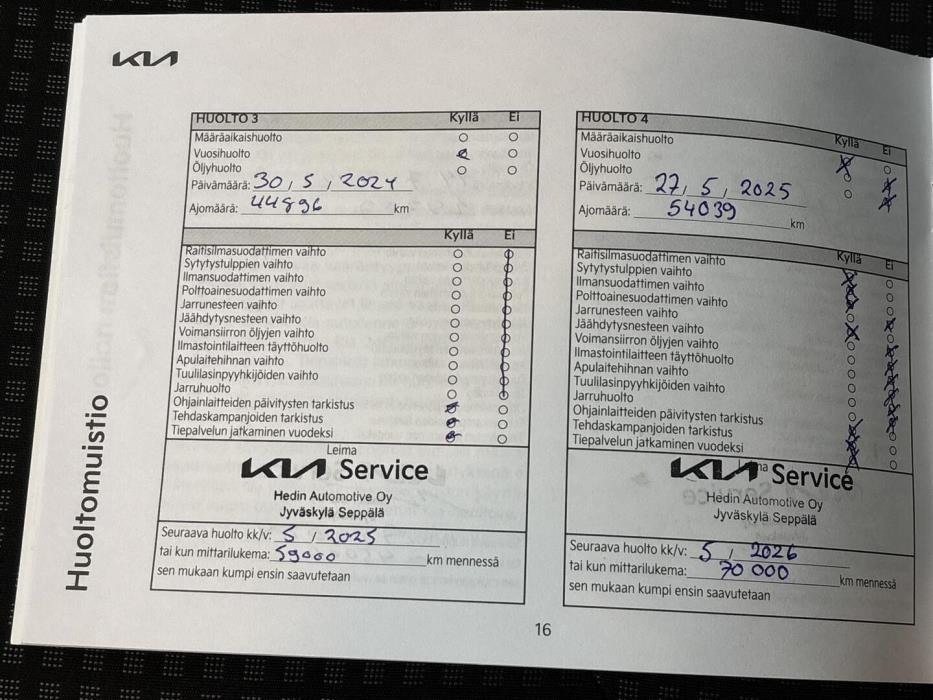 KIA
Huoltomuistio
HUOLTO 3 Kyllä Ei
Määräaikaishuolto
Vuosihuolto
Öljyhuolto
Päivämäärä: 30 / 5 / 2024
Ajomäärä: 44896 km
Kyllä Ei
Raitisilmasuodattimen vaihto
Sytytystulppien vaihto
Ilmansuodattimen vaihto
Polttoainesuodattimen vaihto
Jarrunesteen vaihto
Jäähdytysnesteen vaihto
Voimansiirron öljyjen vaihto
Ilmastointilaitteen täyttöhuolto
Apulaitehihnan vaihto
Tuulilasinpyyhkijöiden vaihto
Jarruhuolto
Ohjainlaitteiden päivitysten tarkistus
Tehdaskampanjoiden tarkistus
Tiepalvelun jatkaminen vuodeksi
Leima
KIA Service
Hedin Automotive Oy
Jyväskylä Seppälä
Seuraava huolto kk/v: 5 / 2025
tai kun mittarilukema: 59000 km mennessä
sen mukaan kumpi ensin saavutetaan
HUOLTO 4 Kyllä Ei
Määräaikaishuolto
Vuosihuolto
Öljyhuolto
Päivämäärä: 27 / 5 / 2025
Ajomäärä: 54039 km
Kyllä Ei
Raitisilmasuodattimen vaihto
Sytytystulppien vaihto
Ilmansuodattimen vaihto
Polttoainesuodattimen vaihto
Jarrunesteen vaihto
Jäähdytysnesteen vaihto
Voimansiirron öljyjen vaihto
Ilmastointilaitteen täyttöhuolto
Apulaitehihnan vaihto
Tuulilasinpyyhkijöiden vaihto
Jarruhuolto
Ohjainlaitteiden päivitysten tarkistus
Tehdaskampanjoiden tarkistus
Tiepalvelun jatkaminen vuodeksi
KIA Service
Hedin Automotive Oy
Jyväskylä Seppälä
Seuraava huolto kk/v: 5 / 2026
tai kun mittarilukema: 70 000 km mennessä
sen mukaan kumpi ensin saavutetaan
16